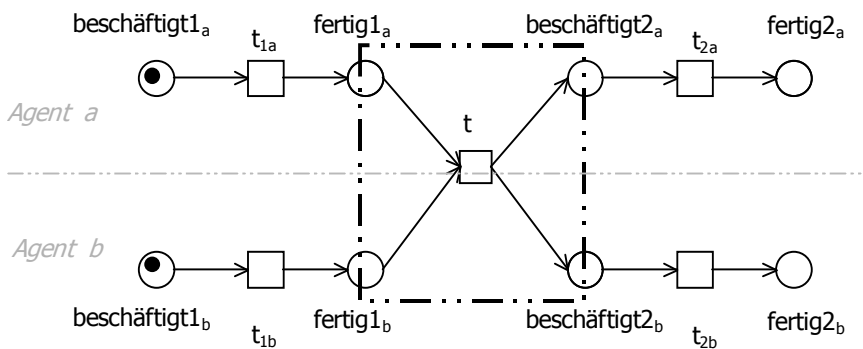 beschäftigt1a
t1a
fertig1a
beschäftigt2a
t2a
fertig2a
Agent a
t
Agent b
beschäftigt1b
t1b
fertig1b
beschäftigt2b
t2b
fertig2b